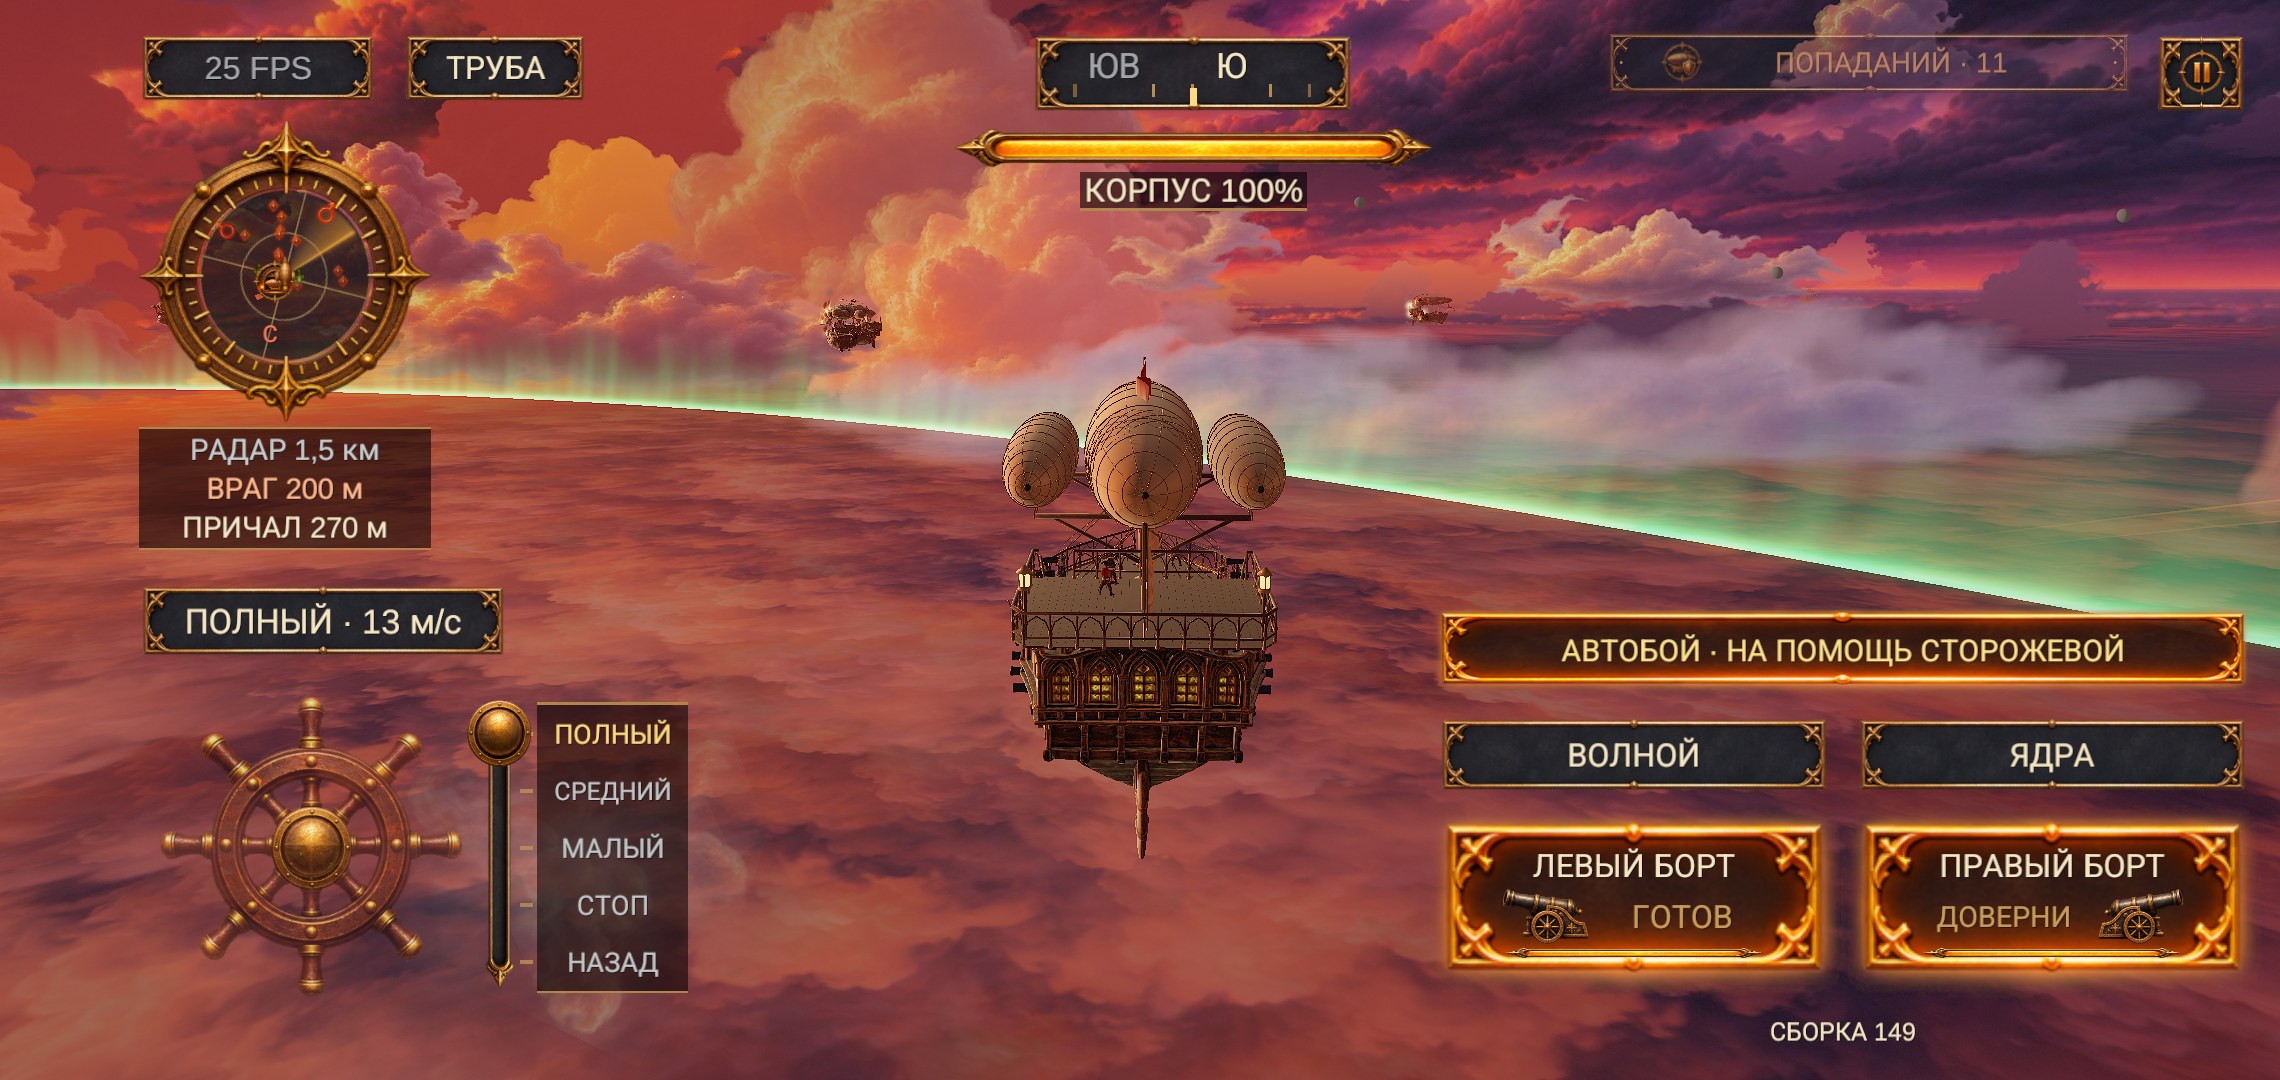 25 FPS
ТРУБА
ЮВ Ю
ПОПАДАНИЙ · 11
КОРПУС 100%
С
РАДАР 1,5 км
ВРАГ 200 м
ПРИЧАЛ 270 м
ПОЛНЫЙ · 13 м/с
ПОЛНЫЙ
СРЕДНИЙ
МАЛЫЙ
СТОП
НАЗАД
АВТОБОЙ · НА ПОМОЩЬ СТОРОЖЕВОЙ
ВОЛНОЙ
ЯДРА
ЛЕВЫЙ БОРТ
ГОТОВ
ПРАВЫЙ БОРТ
ДОВЕРНИ
СБОРКА 149